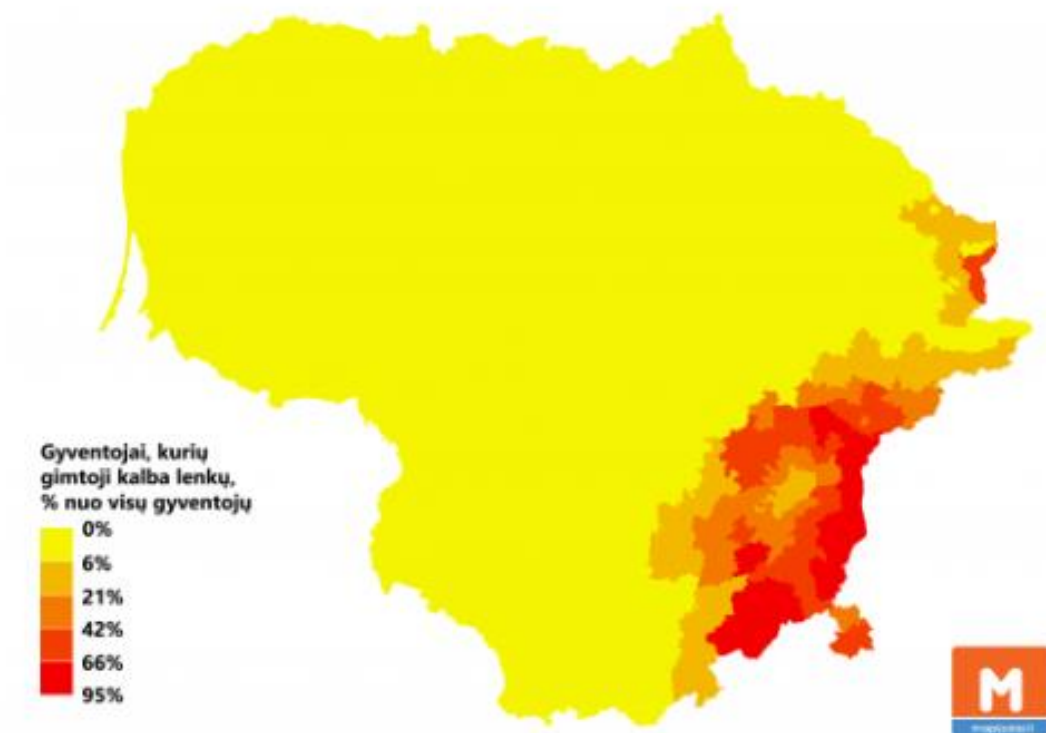 Gyventojai, kurių
gimtoji kalba lenkų,
% nuo visų gyventojų
0%
6%
21%
42%
66%
95%
M